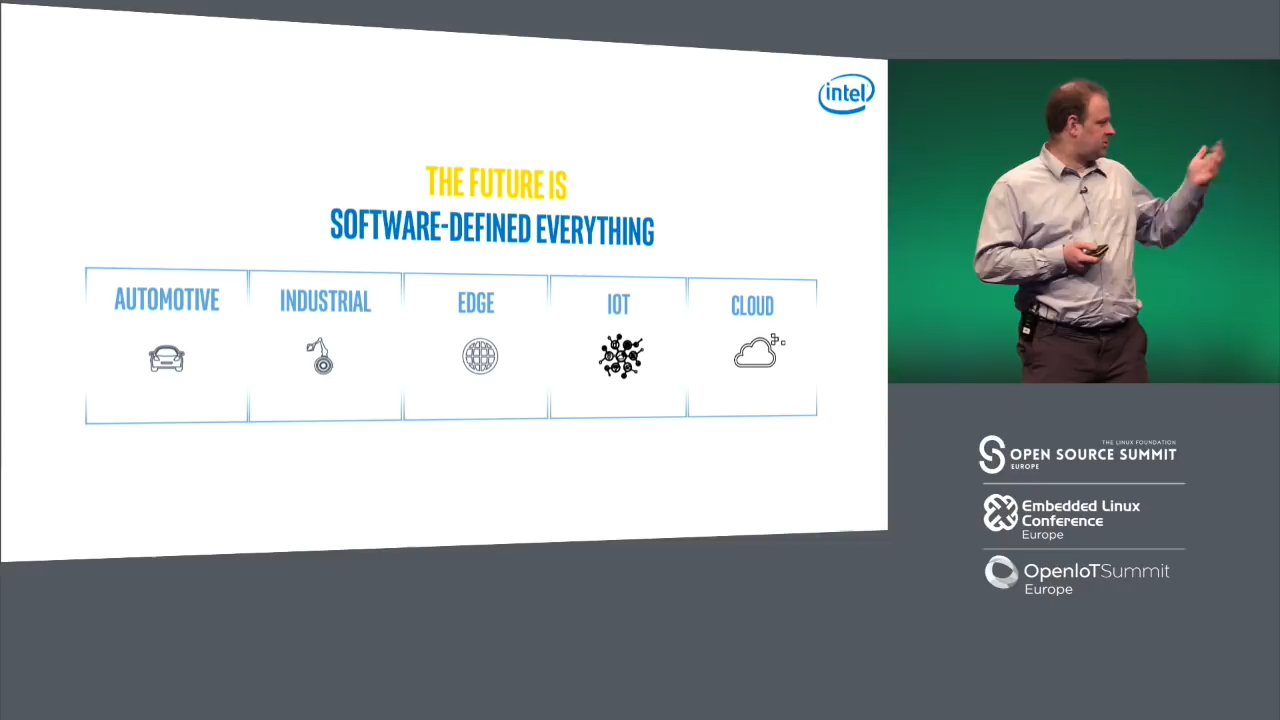 intel
THE FUTURE IS
SOFTWARE-DEFINED EVERYTHING
AUTOMOTIVE
INDUSTRIAL
EDGE
IOT
CLOUD
THE LINUX FOUNDATION
OPEN SOURCE SUMMIT
EUROPE
Embedded Linux
Conference
Europe
OpenIoTSummit
Europe